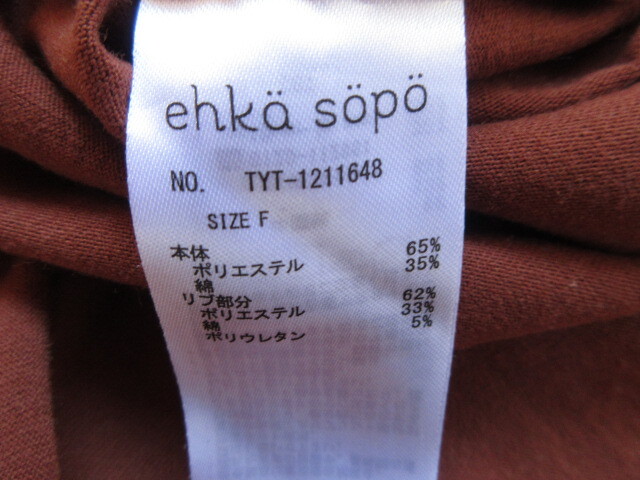 ehkä söpö
NO. TYT-1211648
SIZE F
本体
ポリエステル 65%
綿 35%
リブ部分
ポリエステル 62%
綿 33%
ポリウレタン 5%